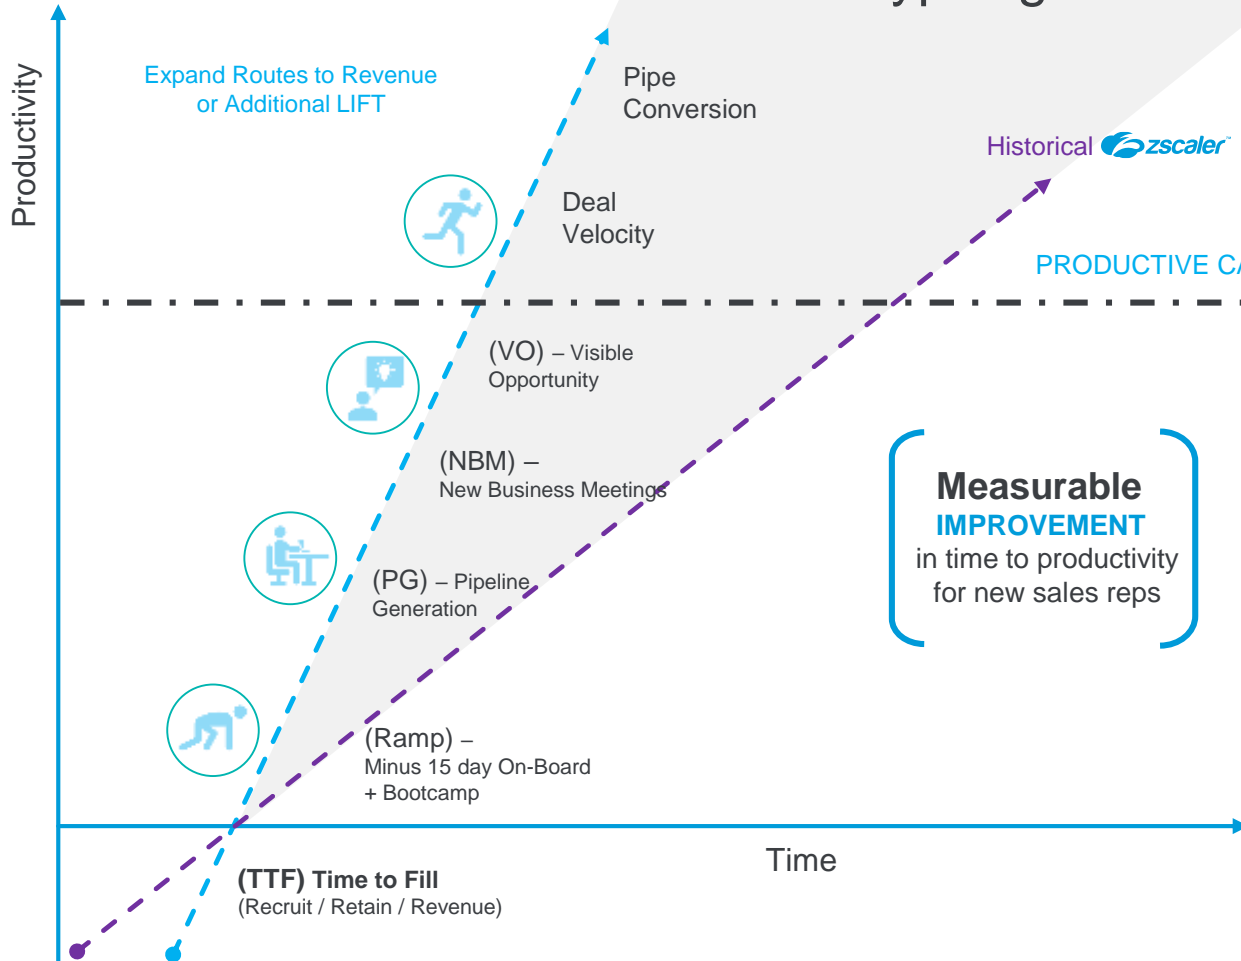 Productivity
Expand Routes to Revenue
or Additional LIFT
Pipe
Conversion
Historical zscaler™
Deal
Velocity
PRODUCTIVE
(VO) – Visible
Opportunity
(NBM) –
New Business Meetings
Measurable
IMPROVEMENT
in time to productivity
for new sales reps
(PG) – Pipeline
Generation
(Ramp) –
Minus 15 day On-Board
+ Bootcamp
Time
(TTF) Time to Fill
(Recruit / Retain / Revenue)